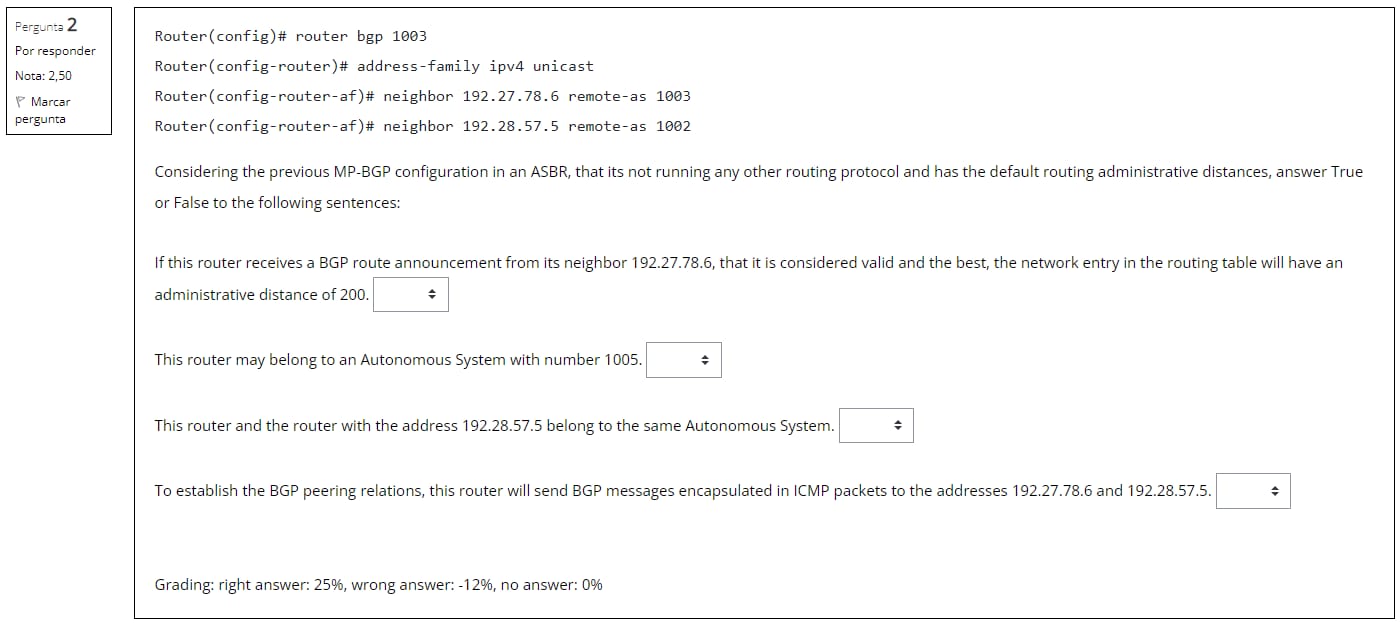 Pergunta 2
Por responder
Nota: 2,50
Marcar
pergunta
Router(config)# router bgp 1003
Router(config-router)# address-family ipv4 unicast
Router(config-router-af)# neighbor 192.27.78.6 remote-as 1003
Router(config-router-af)# neighbor 192.28.57.5 remote-as 1002
Considering the previous MP-BGP configuration in an ASBR, that its not running any other routing protocol and has the default routing administrative distances, answer True
or False to the following sentences:
If this router receives a BGP route announcement from its neighbor 192.27.78.6, that it is considered valid and the best, the network entry in the routing table will have an
administrative distance of 200.
This router may belong to an Autonomous System with number 1005.
This router and the router with the address 192.28.57.5 belong to the same Autonomous System.
To establish the BGP peering relations, this router will send BGP messages encapsulated in ICMP packets to the addresses 192.27.78.6 and 192.28.57.5.
Grading: right answer: 25%, wrong answer: -12%, no answer: 0%